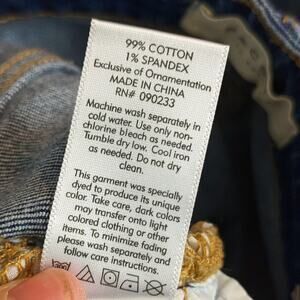 99% COTTON
1% SPANDEX
Exclusive of Ornamentation
MADE IN CHINA
RN# 090233
Machine wash separately in
cold water. Use only non-
chlorine bleach as needed.
Tumble dry low. Cool iron
as needed. Do not dry
clean.
This garment was specially
dyed to produce its unique
color. Take care, dark colors
may transfer onto light
colored clothing or other
items. To minimize fading
please wash separately and
follow care instructions.